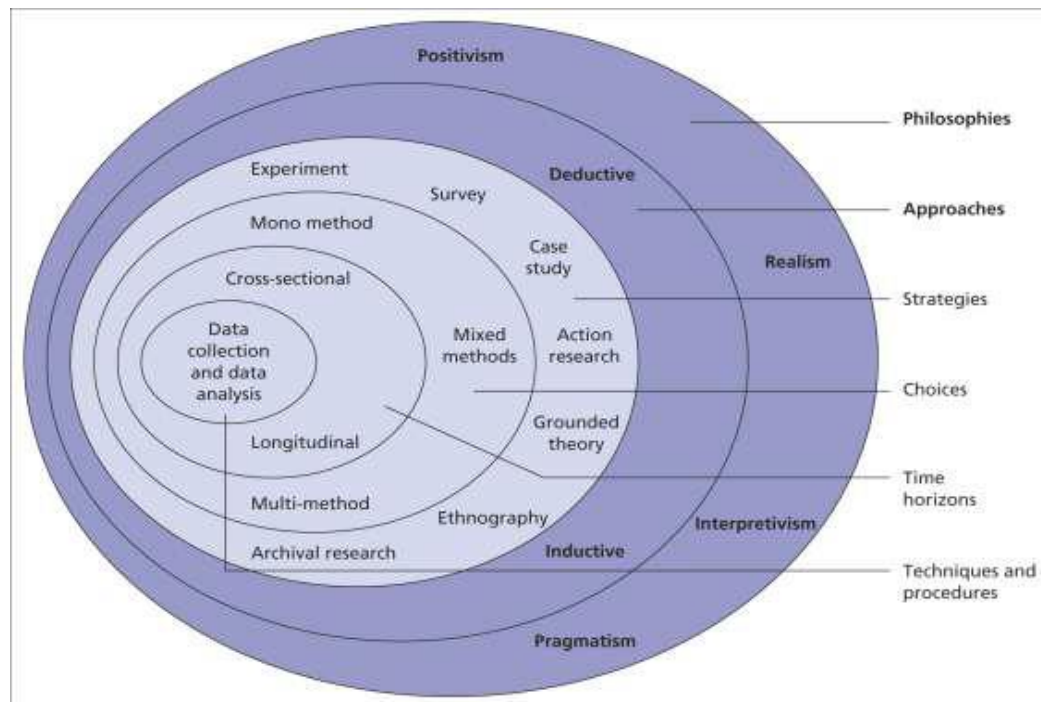 Positivism
Philosophies
Experiment
Deductive
Survey
Approaches
Mono method
Case
study
Realism
Cross-sectional
Strategies
Data
collection
and data
analysis
Mixed
methods
Action
research
Choices
Grounded
theory
Longitudinal
Time
horizons
Multi-method
Ethnography
Interpretivism
Archival research
Inductive
Techniques and
procedures
Pragmatism